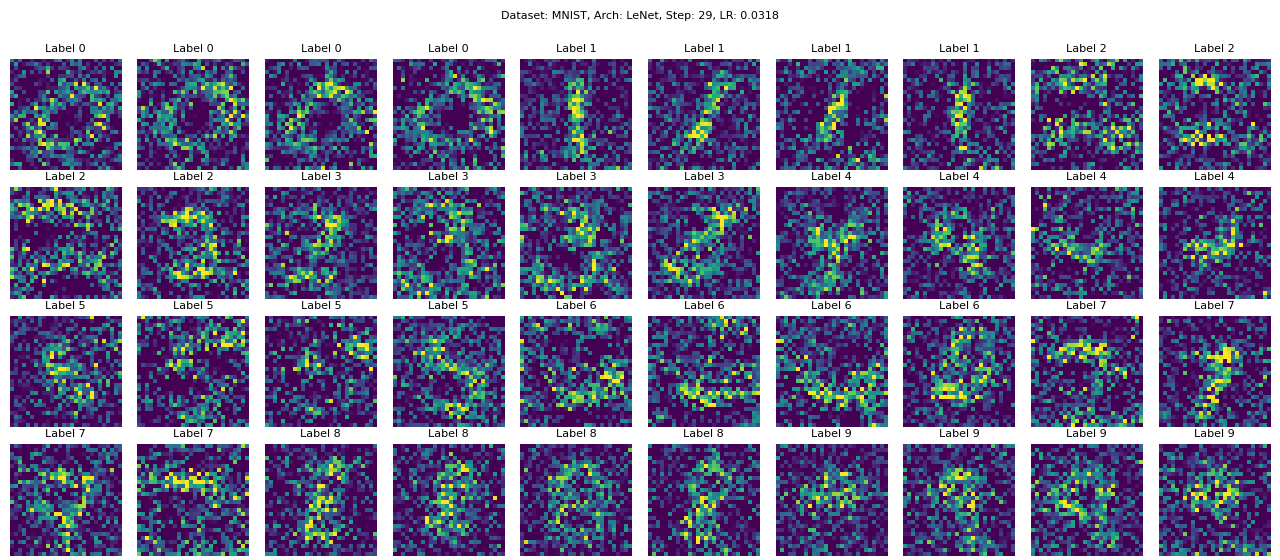 Dataset: MNIST, Arch: LeNet, Step: 29, LR: 0.0318
Label 0 Label 0 Label 0 Label 0 Label 1 Label 1 Label 1 Label 1 Label 2 Label 2
Label 2 Label 2 Label 3 Label 3 Label 3 Label 3 Label 4 Label 4 Label 4 Label 4
Label 5 Label 5 Label 5 Label 5 Label 6 Label 6 Label 6 Label 6 Label 7 Label 7
Label 7 Label 7 Label 8 Label 8 Label 8 Label 8 Label 9 Label 9 Label 9 Label 9